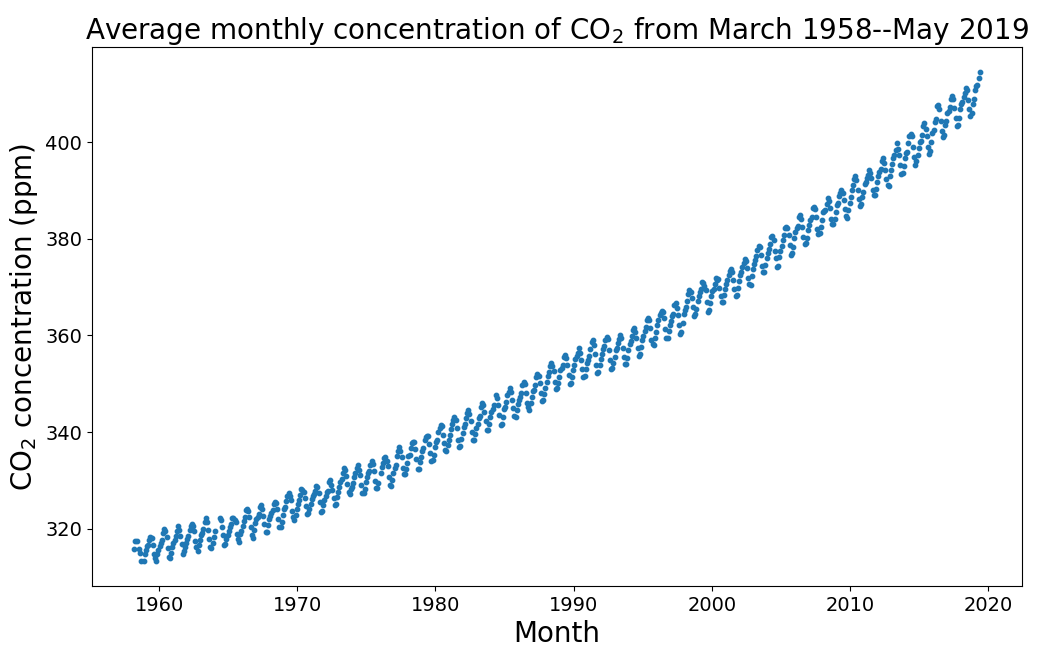 Average monthly concentration of CO₂ from March 1958--May 2019
CO₂ concentration (ppm)
400
380
360
340
320
1960 1970 1980 1990 2000 2010 2020
Month